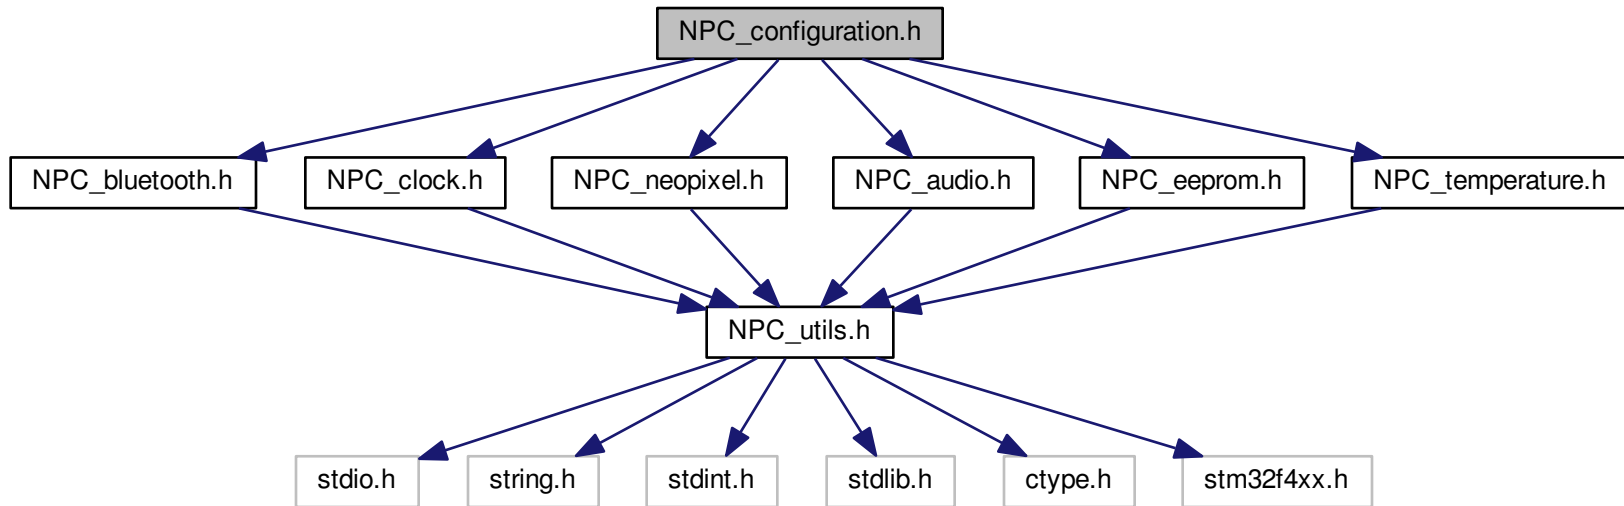 NPC_configuration.h
NPC_bluetooth.h
NPC_clock.h
NPC_neopixel.h
NPC_audio.h
NPC_eeprom.h
NPC_temperature.h
NPC_utils.h
stdio.h
string.h
stdint.h
stdlib.h
ctype.h
stm32f4xx.h